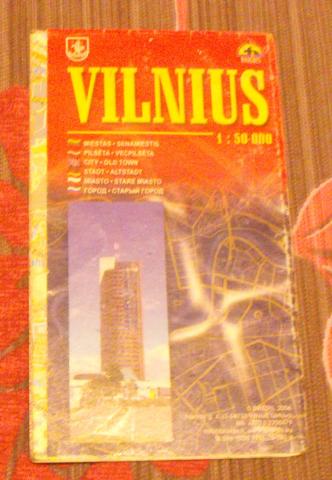 VILNIUS
1 : 50 000
MIESTAS • SENAMIESTIS
PILSĒTA • VECPILSĒTA
CITY • OLD TOWN
STADT • ALTSTADT
MIASTO • STARE MIASTO
ГОРОД • СТАРЫЙ ГОРОД